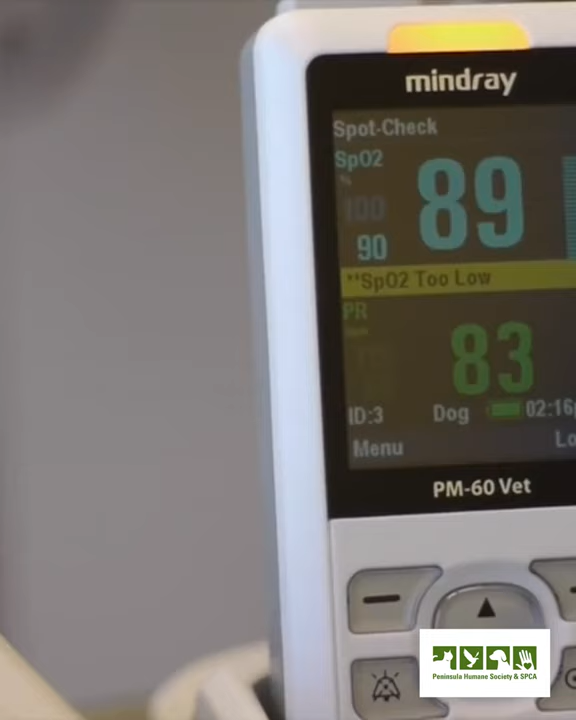 mindray
Spot-Check
SpO2
%
100
89
90
**SpO2 Too Low
PR
83
ID:3 Dog 02:16
Menu Lo
PM-60 Vet
Peninsula Humane Society & SPCA